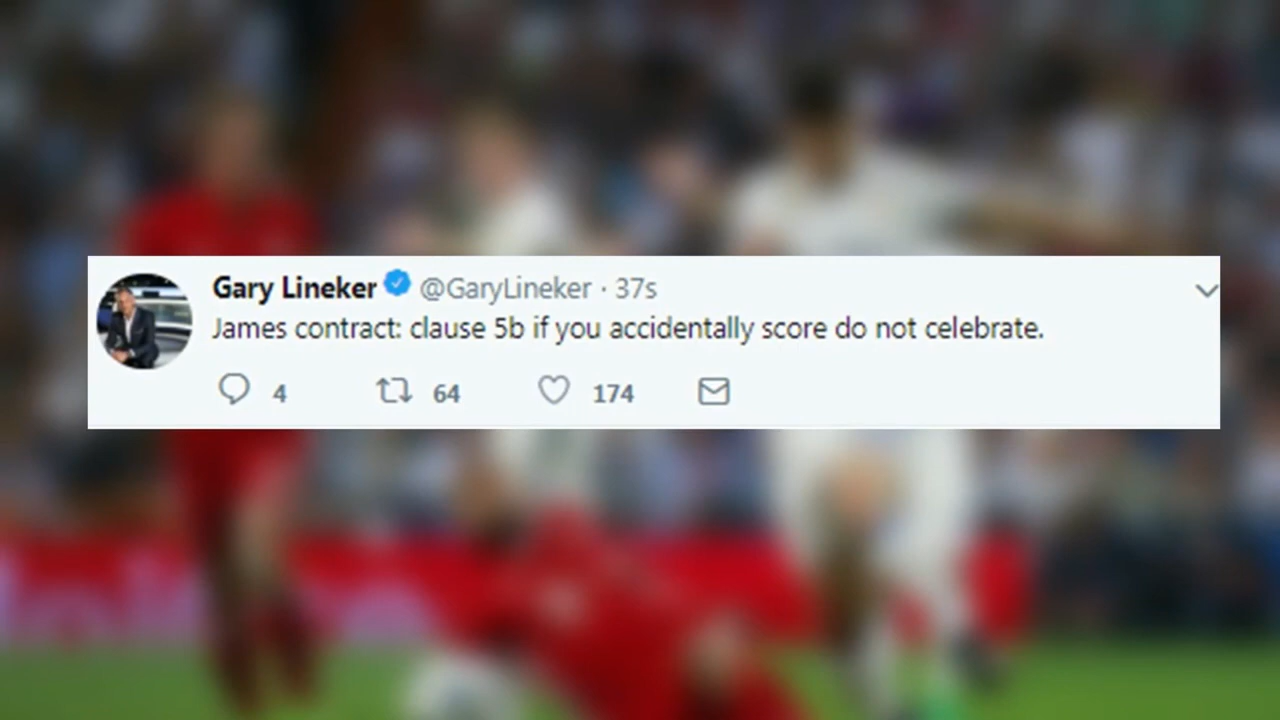 Gary Lineker @GaryLineker · 37s
James contract: clause 5b if you accidentally score do not celebrate.
4 64 174